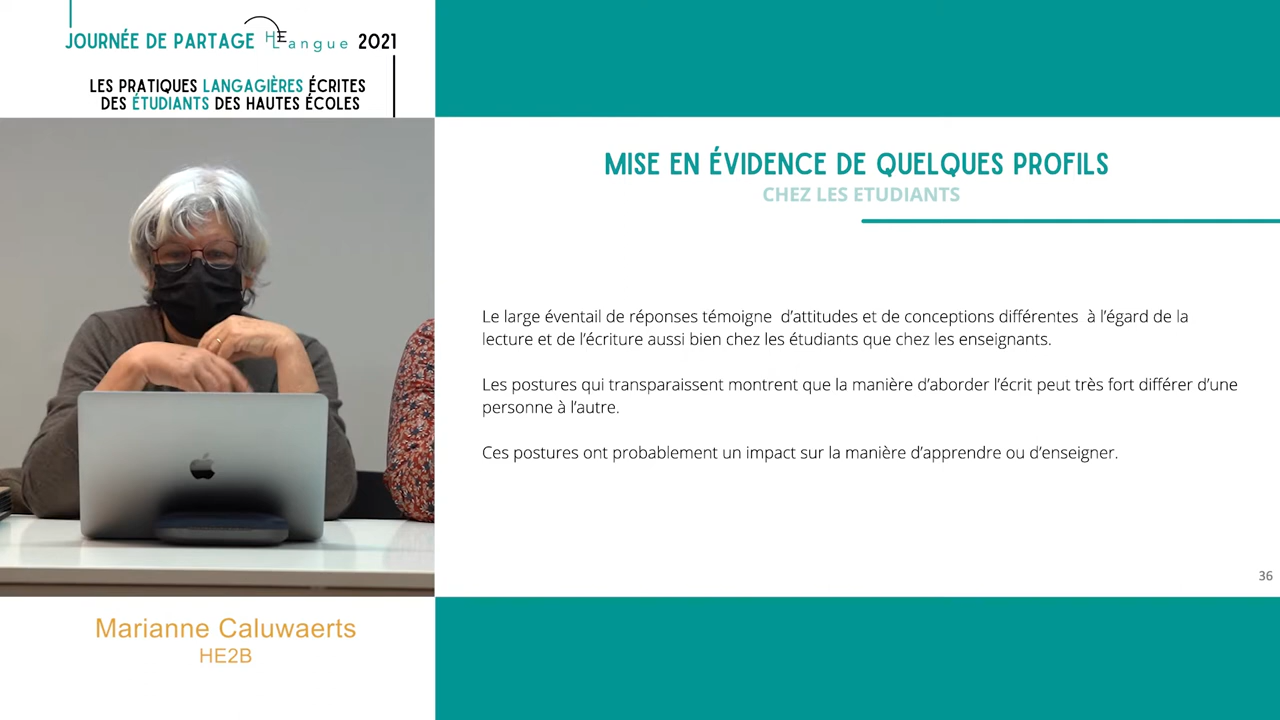 JOURNÉE DE PARTAGE HELangue 2021
LES PRATIQUES LANGAGIÈRES ÉCRITES
DES ÉTUDIANTS DES HAUTES ÉCOLES
MISE EN ÉVIDENCE DE QUELQUES PROFILS
CHEZ LES ETUDIANTS
Le large éventail de réponses témoigne d’attitudes et de conceptions différentes à l’égard de la
lecture et de l’écriture aussi bien chez les étudiants que chez les enseignants.
Les postures qui transparaissent montrent que la manière d’aborder l’écrit peut très fort différer d’une
personne à l’autre.
Ces postures ont probablement un impact sur la manière d’apprendre ou d’enseigner.
36
Marianne Caluwaerts
HE2B